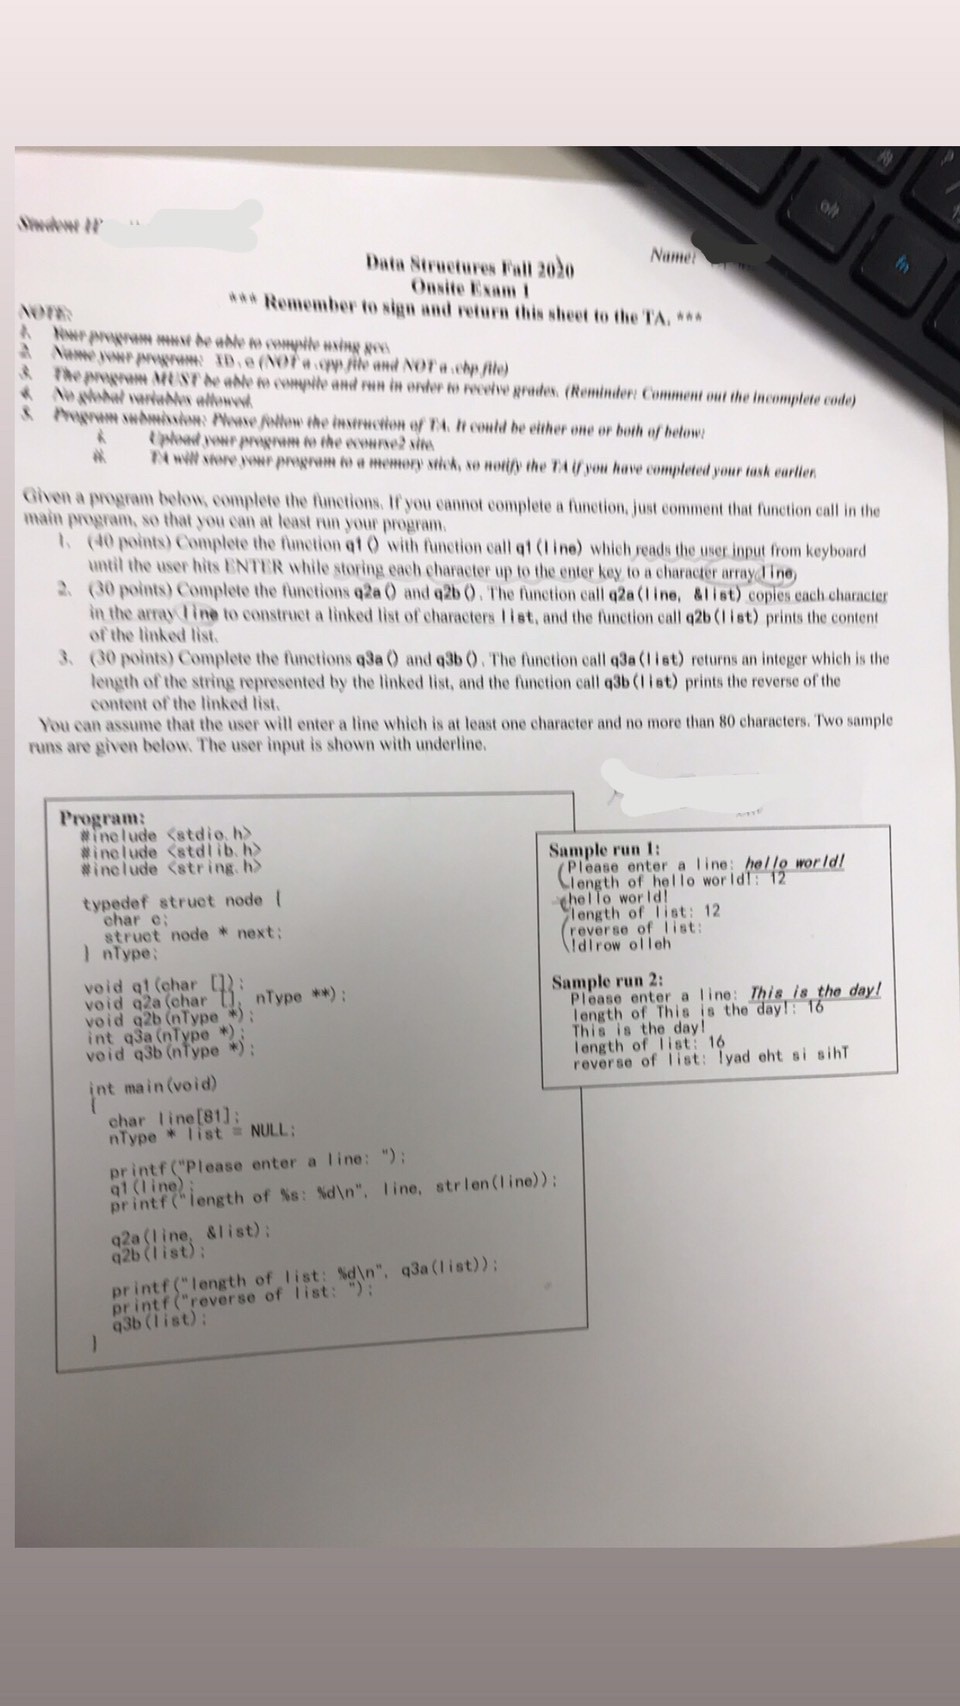 Student I
Name:
Data Structures Fall 2020
Onsite Exam 1
*** Remember to sign and return this sheet to the TA. ***
NOTE:
1. Your program must be able to compile using gcc.
2. Name your program: ID.c (NOT a .cpp file and NOT a .chp file)
3. The program MUST be able to compile and run in order to receive grades. (Reminder: Comment out the incomplete code)
4. No global variables allowed.
5. Program submission: Please follow the instruction of TA. It could be either one or both of below:
i. Upload your program to the ecourse2 site.
ii. TA will store your program to a memory stick, so notify the TA if you have completed your task earlier.
Given a program below, complete the functions. If you cannot complete a function, just comment that function call in the
main program, so that you can at least run your program.
1. (40 points) Complete the function q1() with function call q1(line) which reads the user input from keyboard
until the user hits ENTER while storing each character up to the enter key to a character array line
2. (30 points) Complete the functions q2a() and q2b(). The function call q2a(line, &list) copies each character
in the array line to construct a linked list of characters list, and the function call q2b(list) prints the content
of the linked list.
3. (30 points) Complete the functions q3a() and q3b(). The function call q3a(list) returns an integer which is the
length of the string represented by the linked list, and the function call q3b(list) prints the reverse of the
content of the linked list.
You can assume that the user will enter a line which is at least one character and no more than 80 characters. Two sample
runs are given below. The user input is shown with underline.
Program:
#include <stdio.h>
#include <stdlib.h>
#include <string.h>
typedef struct node {
char c;
struct node * next;
} nType;
void q1(char []);
void q2a(char [], nType **);
void q2b(nType *);
int q3a(nType *);
void q3b(nType *);
int main(void)
{
char line[81];
nType * list = NULL;
printf("Please enter a line: ");
q1(line);
printf("length of %s: %d\n", line, strlen(line));
q2a(line, &list);
q2b(list);
printf("length of list: %d\n", q3a(list));
printf("reverse of list: ");
q3b(list);
}
Sample run 1:
Please enter a line: hello world!
length of hello world!: 12
hello world!
length of list: 12
reverse of list:
!dlrow olleh
Sample run 2:
Please enter a line: This is the day!
length of This is the day!: 16
This is the day!
length of list: 16
reverse of list: !yad eht si sihT